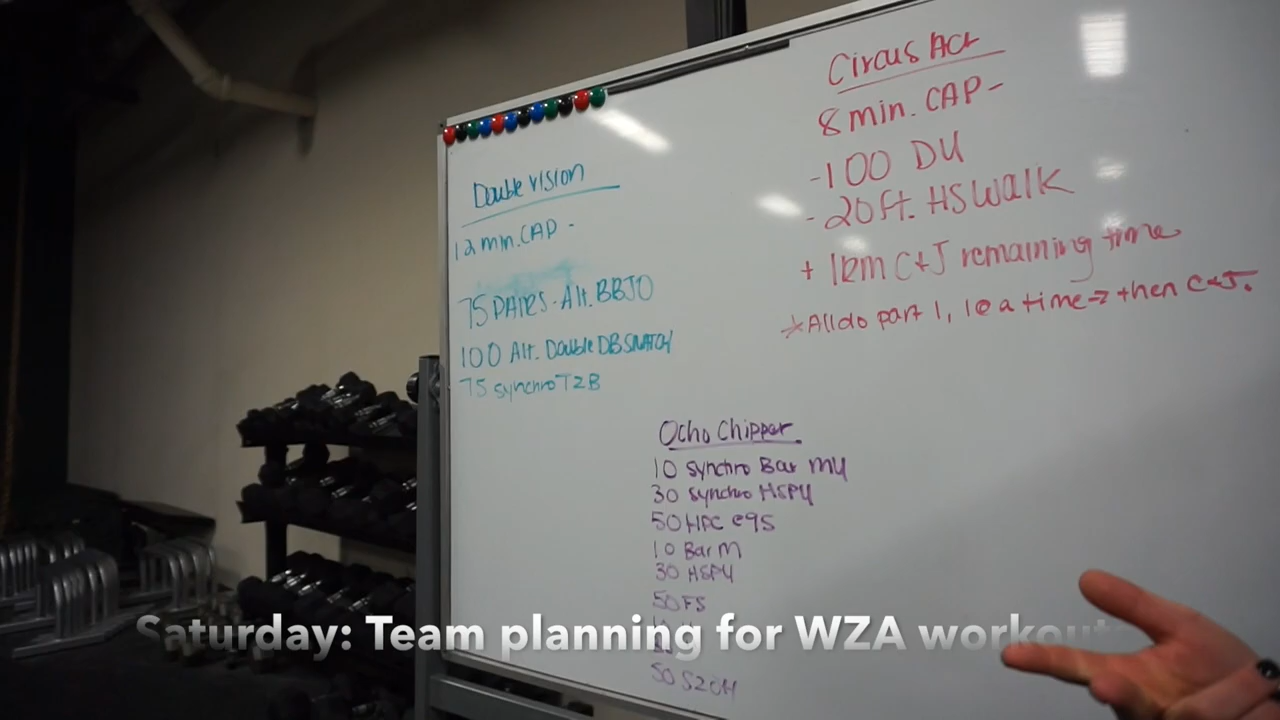 Double Vision
12 min. CAP -
75 PAIRS - Alt. BBJO
100 Alt. Double DB SNATCH
75 synchro T2B
Circus Act
8 min. CAP -
- 100 DU
- 20ft. HS Walk
+ 1RM C+J remaining time
* All do part 1, 1 @ a time → then C+J.
Ocho Chipper
10 synchro Bar MU
30 synchro HSPU
50 HPC @95
10 Bar M
30 HSPU
50 FS
50 S2OH
Saturday: Team planning for WZA workouts